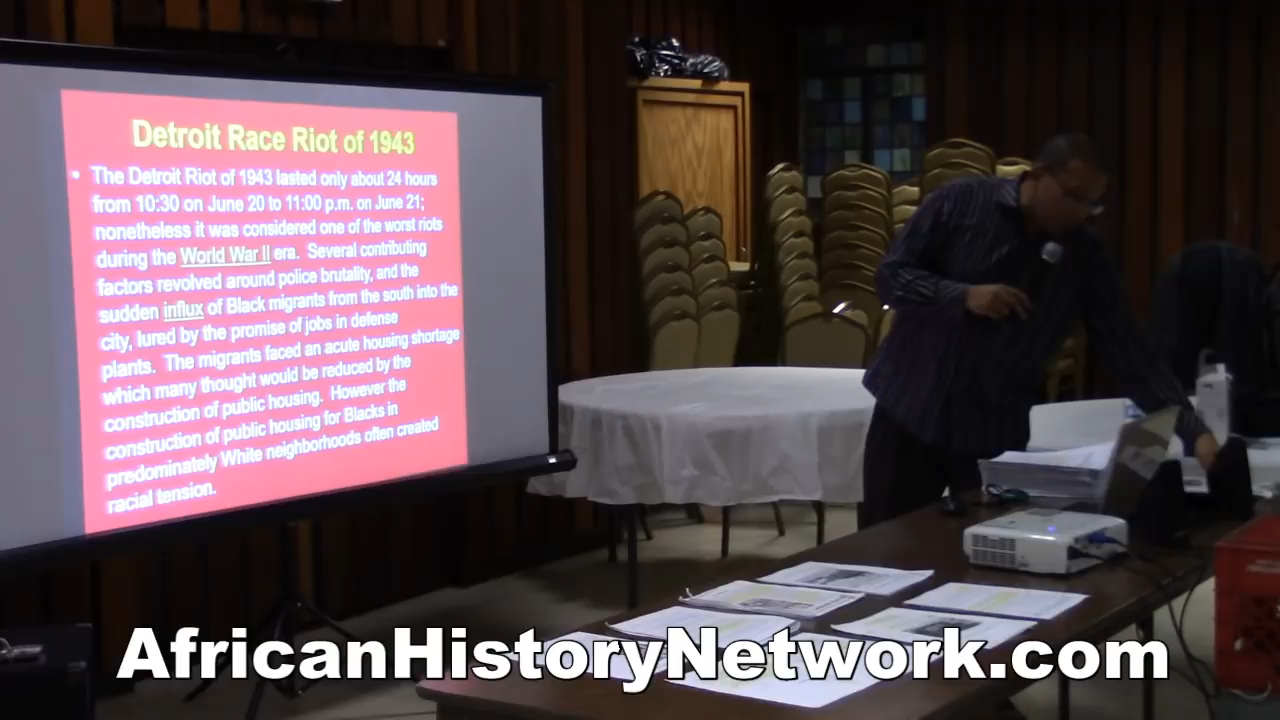 Detroit Race Riot of 1943
• The Detroit Riot of 1943 lasted only about 24 hours
from 10:30 on June 20 to 11:00 p.m. on June 21;
nonetheless it was considered one of the worst riots
during the World War II era. Several contributing
factors revolved around police brutality, and the
sudden influx of Black migrants from the south into the
city, lured by the promise of jobs in defense
plants. The migrants faced an acute housing shortage
which many thought would be reduced by the
construction of public housing. However the
construction of public housing for Blacks in
predominately White neighborhoods often created
racial tension.
AfricanHistoryNetwork.com